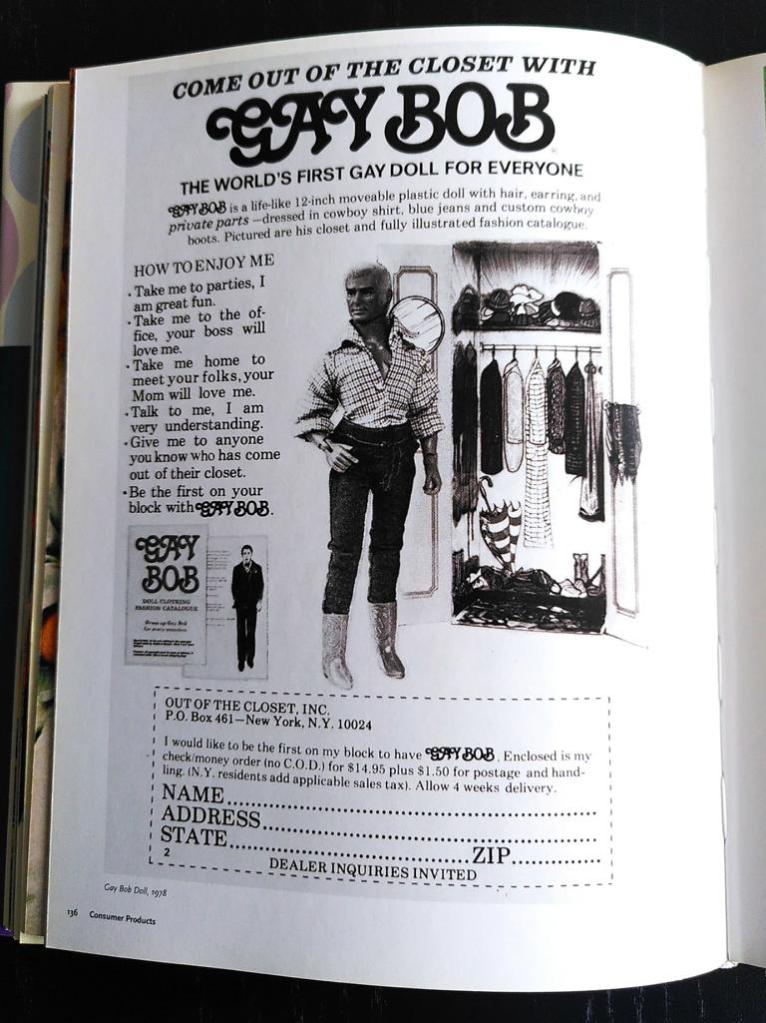 COME OUT OF THE CLOSET WITH
GAY BOB
THE WORLD'S FIRST GAY DOLL FOR EVERYONE
GAY BOB is a life-like 12-inch moveable plastic doll with hair, earring, and
private parts—dressed in cowboy shirt, blue jeans and custom cowboy
boots. Pictured are his closet and fully illustrated fashion catalogue.
HOW TO ENJOY ME
• Take me to parties, I
am great fun.
• Take me to the of-
fice, your boss will
love me.
• Take me home to
meet your folks, your
Mom will love me.
• Talk to me, I am
very understanding.
• Give me to anyone
you know who has come
out of their closet.
• Be the first on your
block with GAY BOB.
GAY
BOB
DOLL CLOTHING
FASHION CATALOGUE
OUT OF THE CLOSET, INC.
P.O. Box 461—New York, N.Y. 10024
I would like to be the first on my block to have GAY BOB. Enclosed is my
check/money order (no C.O.D.) for $14.95 plus $1.50 for postage and hand-
ling. (N.Y. residents add applicable sales tax). Allow 4 weeks delivery.
NAME
ADDRESS
STATE ZIP
2
DEALER INQUIRIES INVITED
Gay Bob Doll, 1978
136 Consumer Products